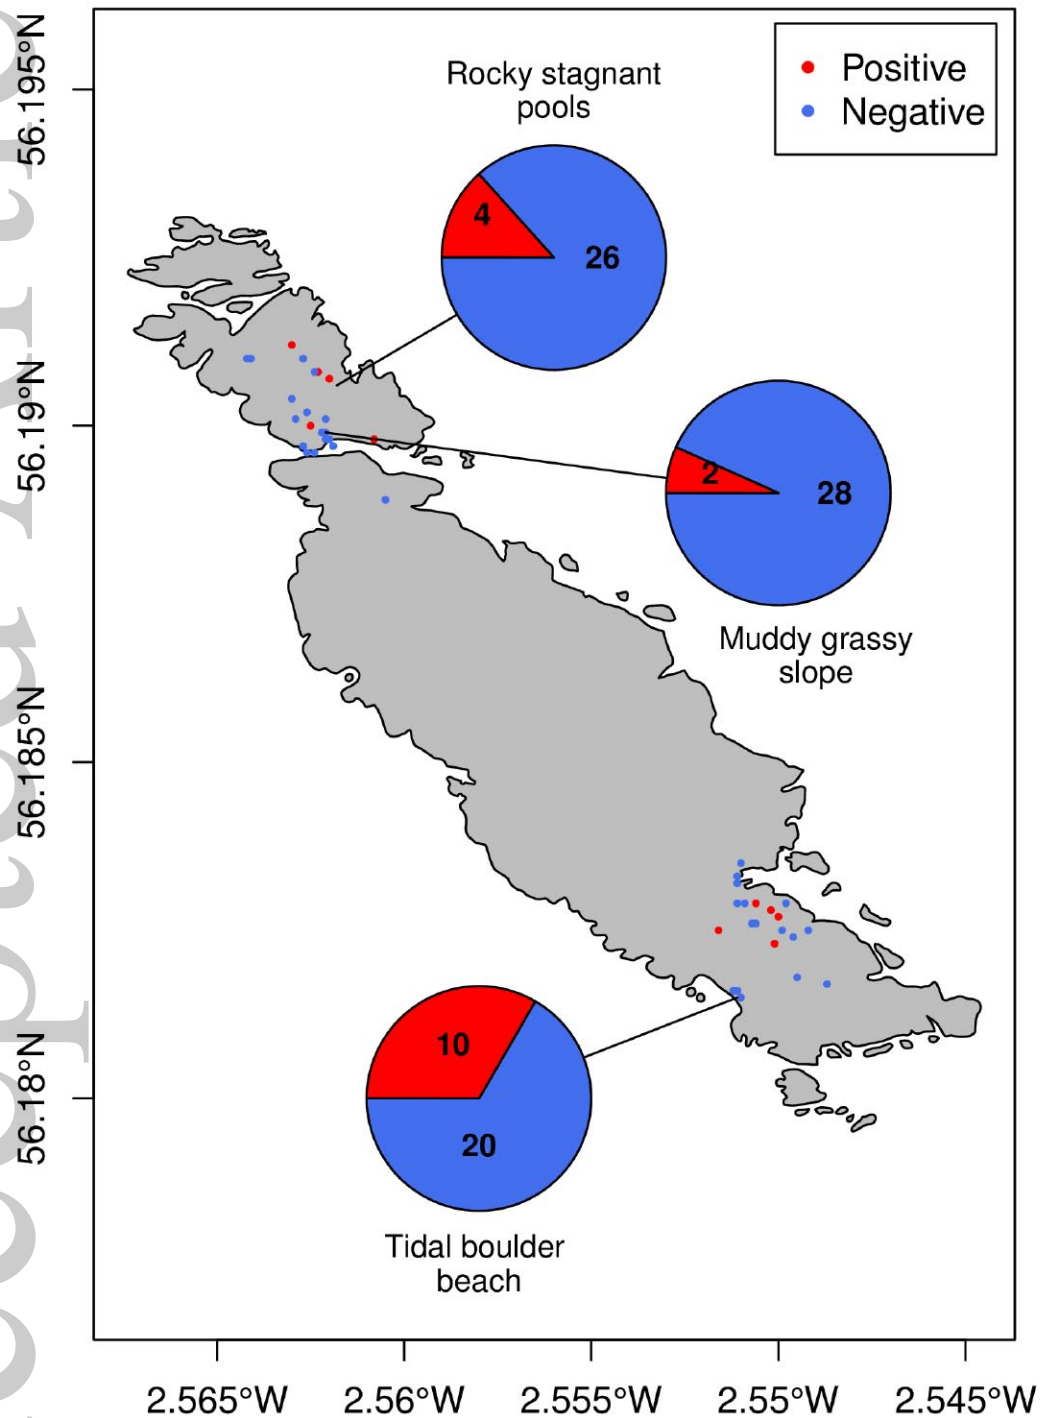 56.195°N
56.19°N
56.185°N
56.18°N
Rocky stagnant
pools
Positive
Negative
4
26
2
28
Muddy grassy
slope
10
20
Tidal boulder
beach
2.565°W
2.56°W
2.555°W
2.55°W
2.545°W